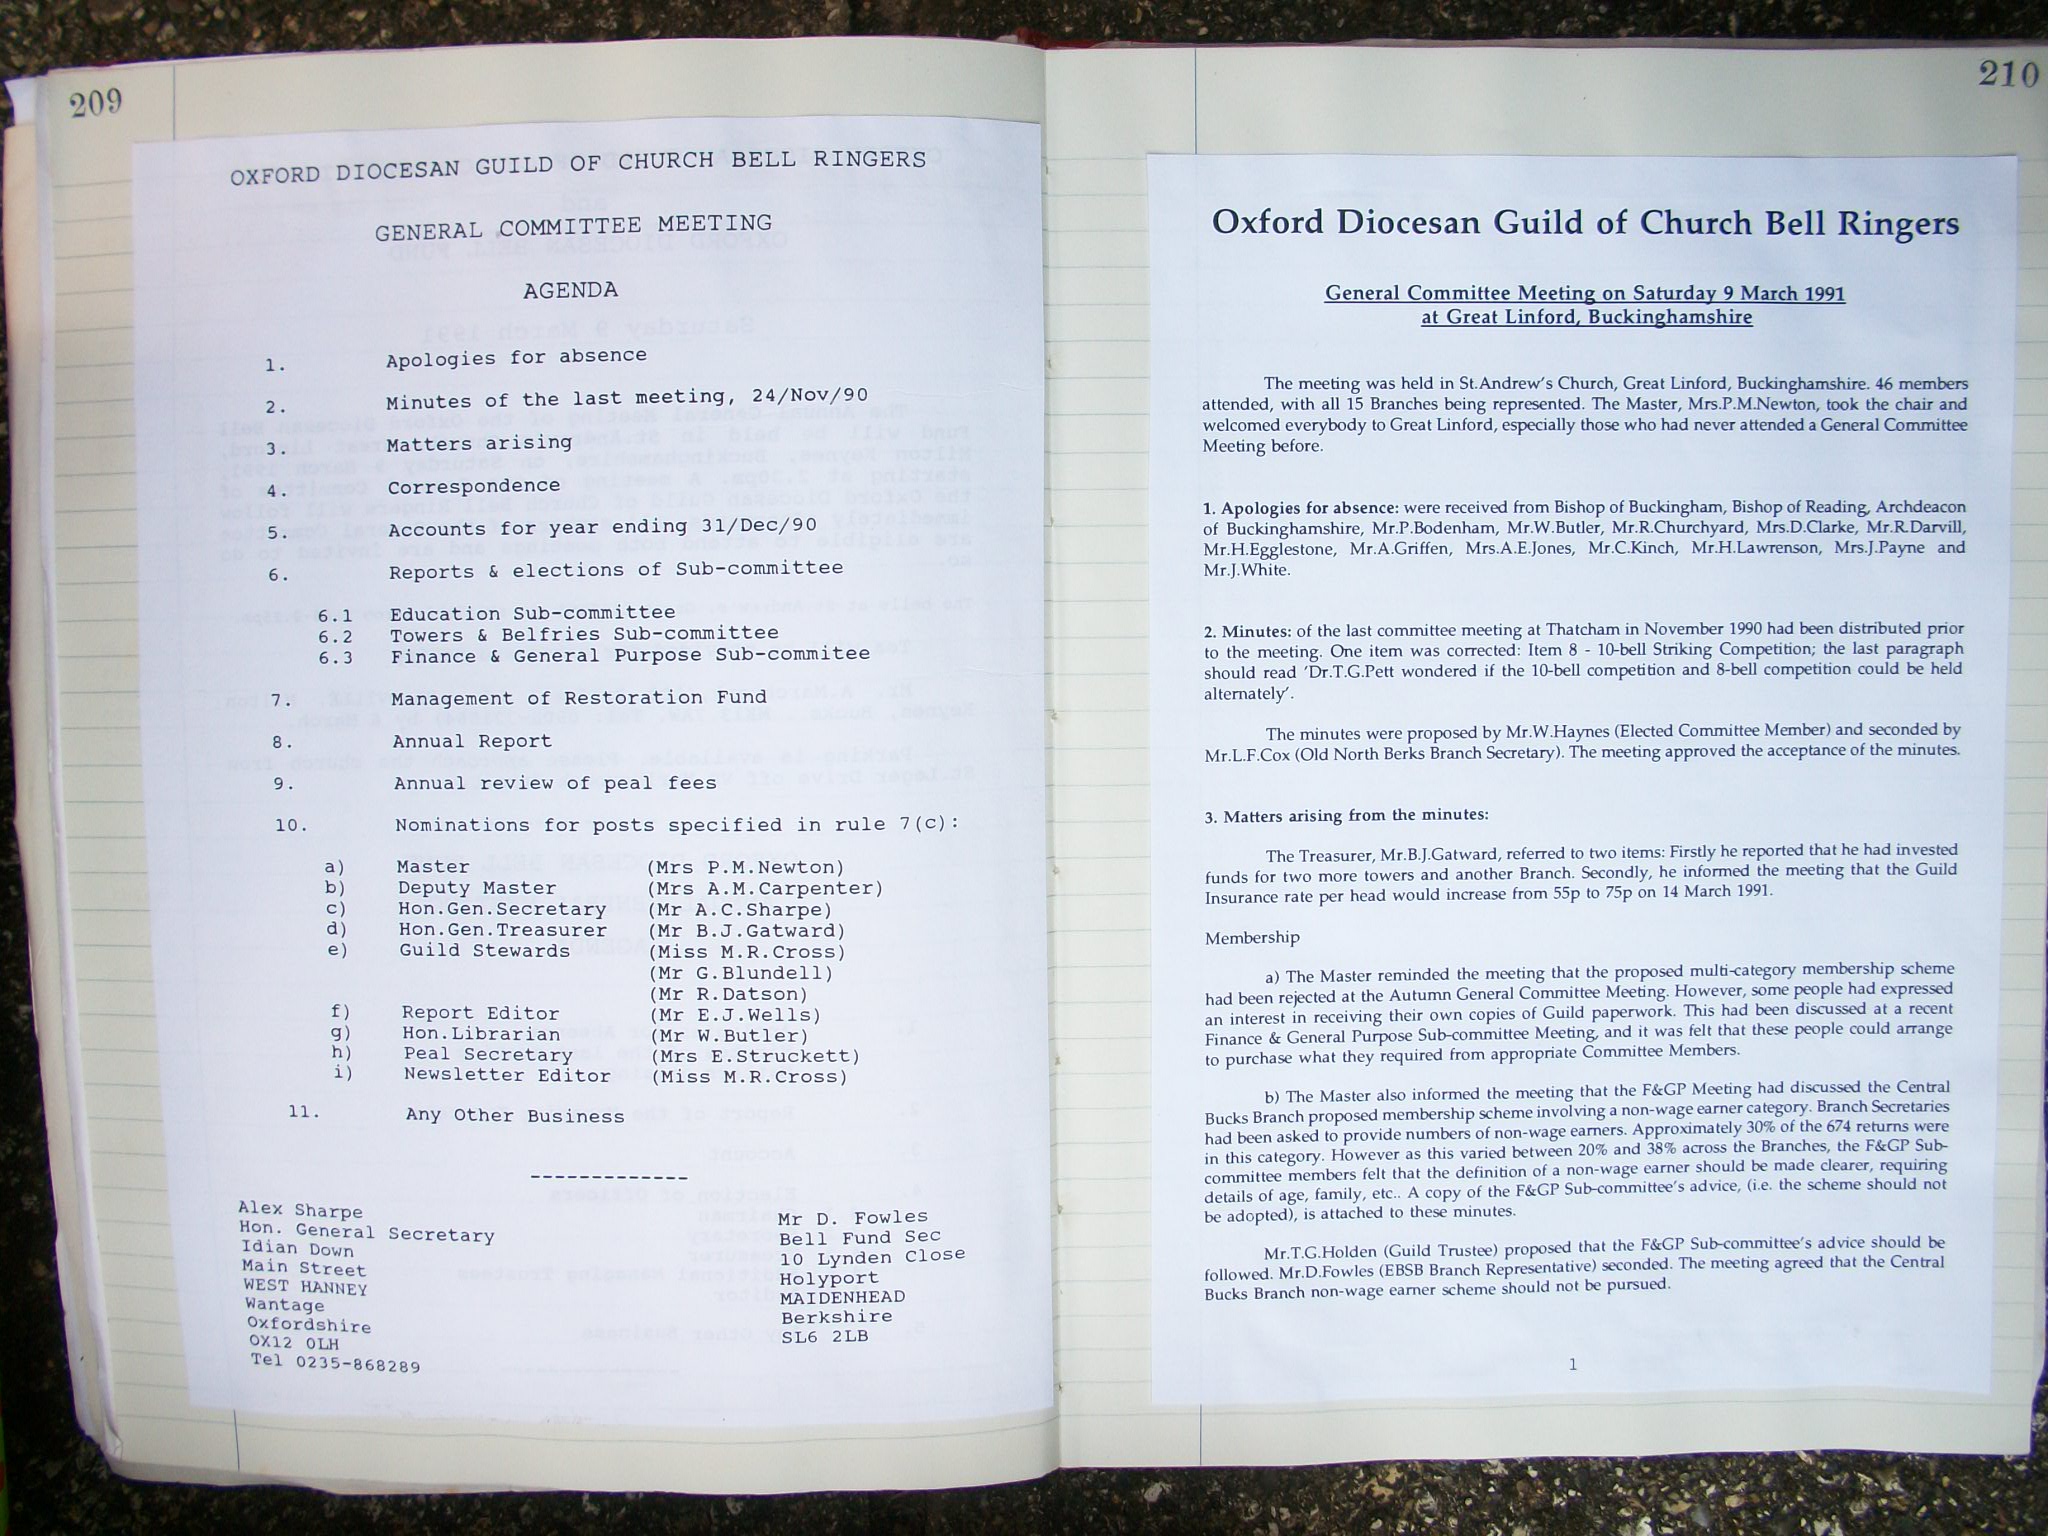 209
OXFORD DIOCESAN GUILD OF CHURCH BELL RINGERS
GENERAL COMMITTEE MEETING
AGENDA
1. Apologies for absence
2. Minutes of the last meeting, 24/Nov/90
3. Matters arising
4. Correspondence
5. Accounts for year ending 31/Dec/90
6. Reports & elections of Sub-committee
6.1 Education Sub-committee
6.2 Towers & Belfries Sub-committee
6.3 Finance & General Purpose Sub-commitee
7. Management of Restoration Fund
8. Annual Report
9. Annual review of peal fees
10. Nominations for posts specified in rule 7(c):
a) Master (Mrs P.M.Newton)
b) Deputy Master (Mrs A.M.Carpenter)
c) Hon.Gen.Secretary (Mr A.C.Sharpe)
d) Hon.Gen.Treasurer (Mr B.J.Gatward)
e) Guild Stewards (Miss M.R.Cross)
(Mr G.Blundell)
(Mr R.Datson)
f) Report Editor (Mr E.J.Wells)
g) Hon.Librarian (Mr W.Butler)
h) Peal Secretary (Mrs E.Struckett)
i) Newsletter Editor (Miss M.R.Cross)
11. Any Other Business
-------------
Alex Sharpe
Hon. General Secretary
Idian Down
Main Street
WEST HANNEY
Wantage
Oxfordshire
OX12 0LH
Tel 0235-868289
Mr D. Fowles
Bell Fund Sec
10 Lynden Close
Holyport
MAIDENHEAD
Berkshire
SL6 2LB
210
Oxford Diocesan Guild of Church Bell Ringers
General Committee Meeting on Saturday 9 March 1991
at Great Linford, Buckinghamshire
The meeting was held in St.Andrew's Church, Great Linford, Buckinghamshire. 46 members
attended, with all 15 Branches being represented. The Master, Mrs.P.M.Newton, took the chair and
welcomed everybody to Great Linford, especially those who had never attended a General Committee
Meeting before.
1. Apologies for absence: were received from Bishop of Buckingham, Bishop of Reading, Archdeacon
of Buckinghamshire, Mr.P.Bodenham, Mr.W.Butler, Mr.R.Churchyard, Mrs.D.Clarke, Mr.R.Darvill,
Mr.H.Egglestone, Mr.A.Griffen, Mrs.A.E.Jones, Mr.C.Kinch, Mr.H.Lawrenson, Mrs.J.Payne and
Mr.J.White.
2. Minutes: of the last committee meeting at Thatcham in November 1990 had been distributed prior
to the meeting. One item was corrected: Item 8 - 10-bell Striking Competition; the last paragraph
should read 'Dr.T.G.Pett wondered if the 10-bell competition and 8-bell competition could be held
alternately'.
The minutes were proposed by Mr.W.Haynes (Elected Committee Member) and seconded by
Mr.L.F.Cox (Old North Berks Branch Secretary). The meeting approved the acceptance of the minutes.
3. Matters arising from the minutes:
The Treasurer, Mr.B.J.Gatward, referred to two items: Firstly he reported that he had invested
funds for two more towers and another Branch. Secondly, he informed the meeting that the Guild
Insurance rate per head would increase from 55p to 75p on 14 March 1991.
Membership
a) The Master reminded the meeting that the proposed multi-category membership scheme
had been rejected at the Autumn General Committee Meeting. However, some people had expressed
an interest in receiving their own copies of Guild paperwork. This had been discussed at a recent
Finance & General Purpose Sub-committee Meeting, and it was felt that these people could arrange
to purchase what they required from appropriate Committee Members.
b) The Master also informed the meeting that the F&GP Meeting had discussed the Central
Bucks Branch proposed membership scheme involving a non-wage earner category. Branch Secretaries
had been asked to provide numbers of non-wage earners. Approximately 30% of the 674 returns were
in this category. However as this varied between 20% and 38% across the Branches, the F&GP Sub-
committee members felt that the definition of a non-wage earner should be made clearer, requiring
details of age, family, etc.. A copy of the F&GP Sub-committee's advice, (i.e. the scheme should not
be adopted), is attached to these minutes.
Mr.T.G.Holden (Guild Trustee) proposed that the F&GP Sub-committee's advice should be
followed. Mr.D.Fowles (EBSB Branch Representative) seconded. The meeting agreed that the Central
Bucks Branch non-wage earner scheme should not be pursued.
1